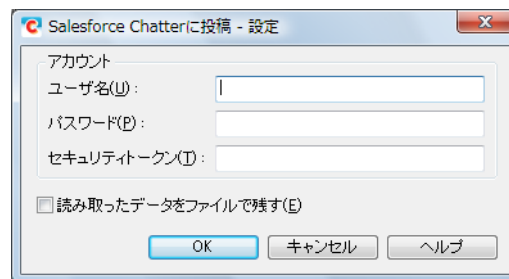 Salesforce Chatterに投稿 - 設定
アカウント
ユーザ名(U) :
パスワード(P) :
セキュリティトークン(T) :
読み取ったデータをファイルで残す(E)
OK キャンセル ヘルプ